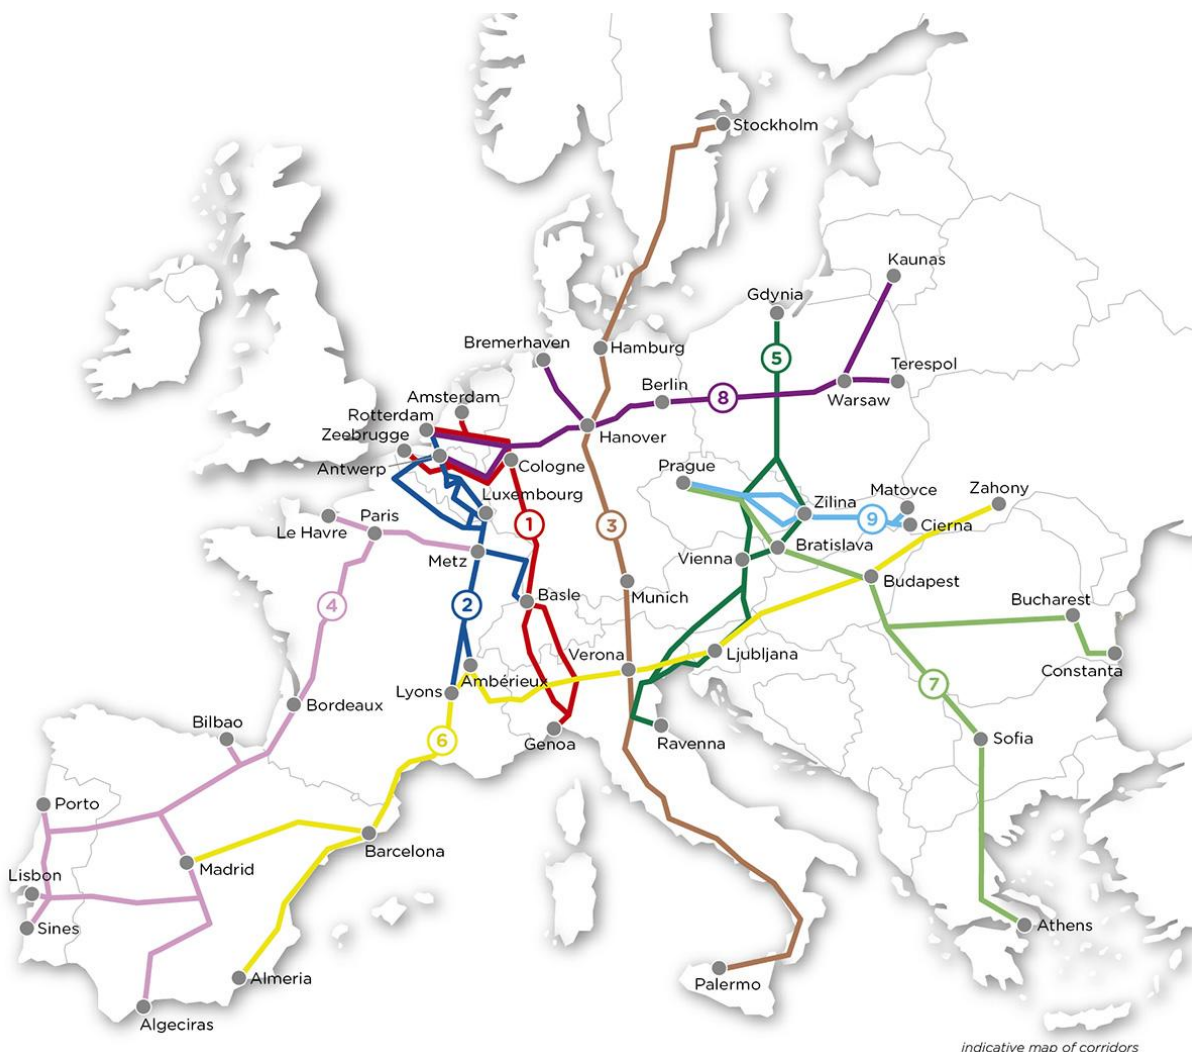 Stockholm
Kaunas
Gdynia
Bremerhaven
Hamburg
5
Terespol
Berlin
8
Warsaw
Amsterdam
Rotterdam
Hanover
Zeebrugge
Antwerp
Cologne
Prague
Luxembourg
Zilina
Matovce
Zahony
Le Havre
Paris
1
3
9
Cierna
Metz
Vienna
Bratislava
Budapest
4
2
Basle
Munich
Bucharest
Verona
Ljubljana
Constanta
Lyons
Ambérieux
7
Bordeaux
Bilbao
6
Genoa
Ravenna
Sofia
Porto
Barcelona
Madrid
Lisbon
Sines
Athens
Almeria
Palermo
Algeciras
indicative map of corridors